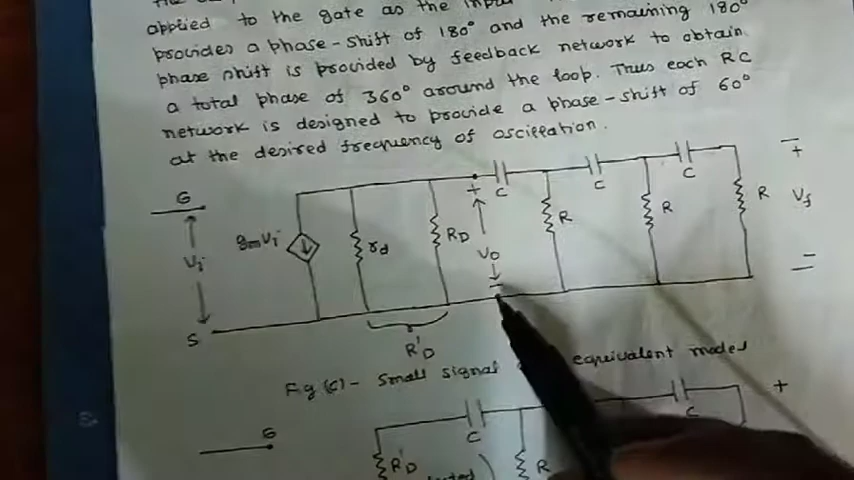 applied to the gate as the input
provides a phase-shift of 180° and the remaining 180°
phase shift is provided by feedback network to obtain
a total phase of 360° around the loop. Thus each RC
network is designed to provide a phase-shift of 60°
at the desired frequency of oscillation.
G
Vi
S
gmVi
rd
RD
R'D
+
Vo
−
C
R
C
R
C
R
+
Vf
−
Fig (c)- Small signal equivalent model
G
R'D
C
R
C
+